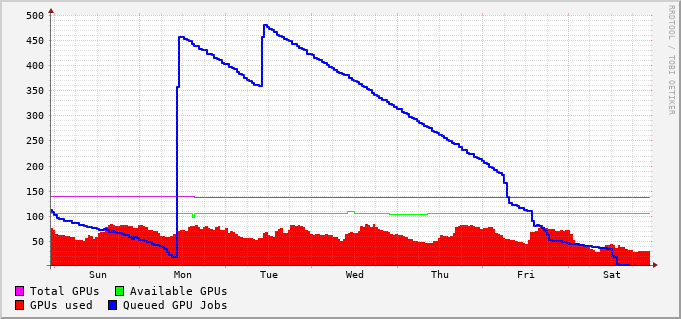 500
450
400
350
300
250
200
150
100
50
Sun Mon Tue Wed Thu Fri Sat
Total GPUs Available GPUs
GPUs used Queued GPU Jobs
RRDTOOL / TOBI OETIKER